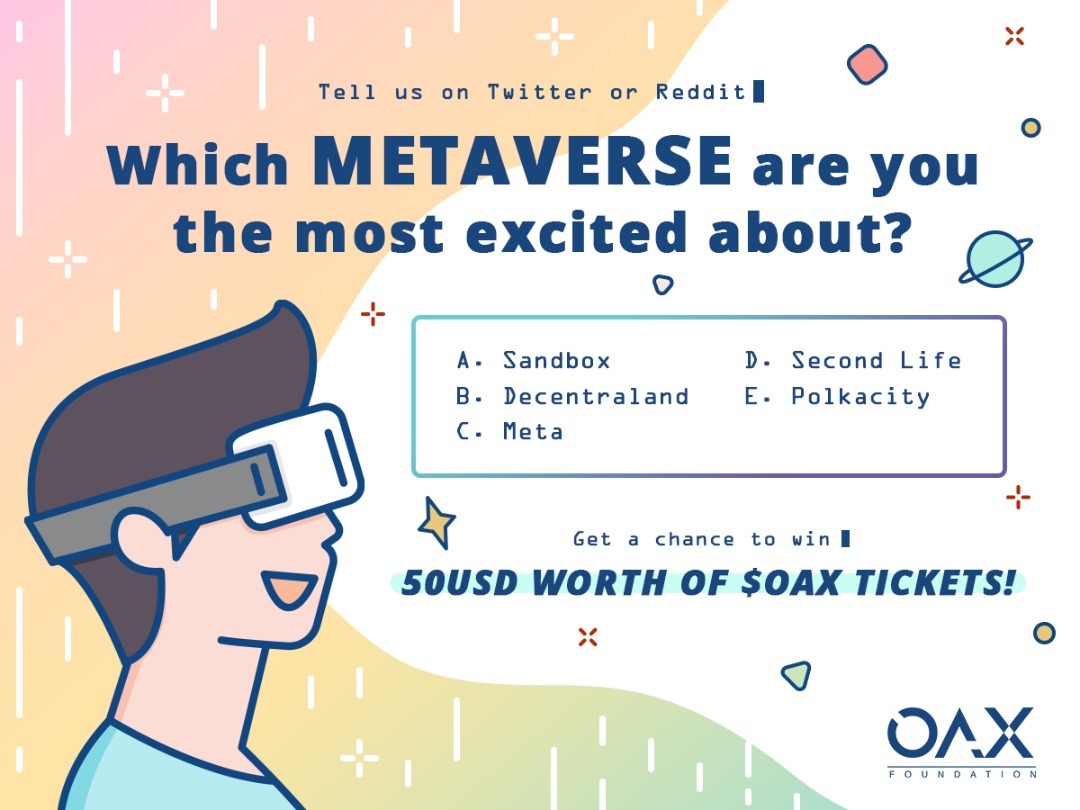 Tell us on Twitter or Reddit
Which METAVERSE are you
the most excited about?
A. Sandbox
B. Decentraland
C. Meta
D. Second Life
E. Polkacity
Get a chance to win
50USD WORTH OF $OAX TICKETS!
OAX
FOUNDATION